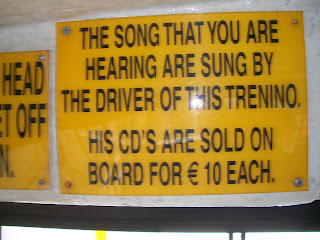 THE SONG THAT YOU ARE
HEARING ARE SUNG BY
THE DRIVER OF THIS TRENINO.
HIS CD'S ARE SOLD ON
BOARD FOR € 10 EACH.
HEAD
OFF